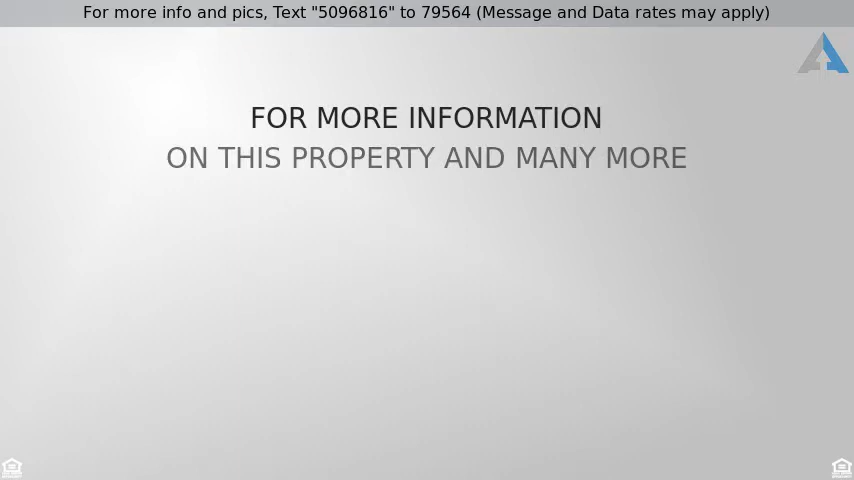 For more info and pics, Text "5096816" to 79564 (Message and Data rates may apply)
FOR MORE INFORMATION
ON THIS PROPERTY AND MANY MORE